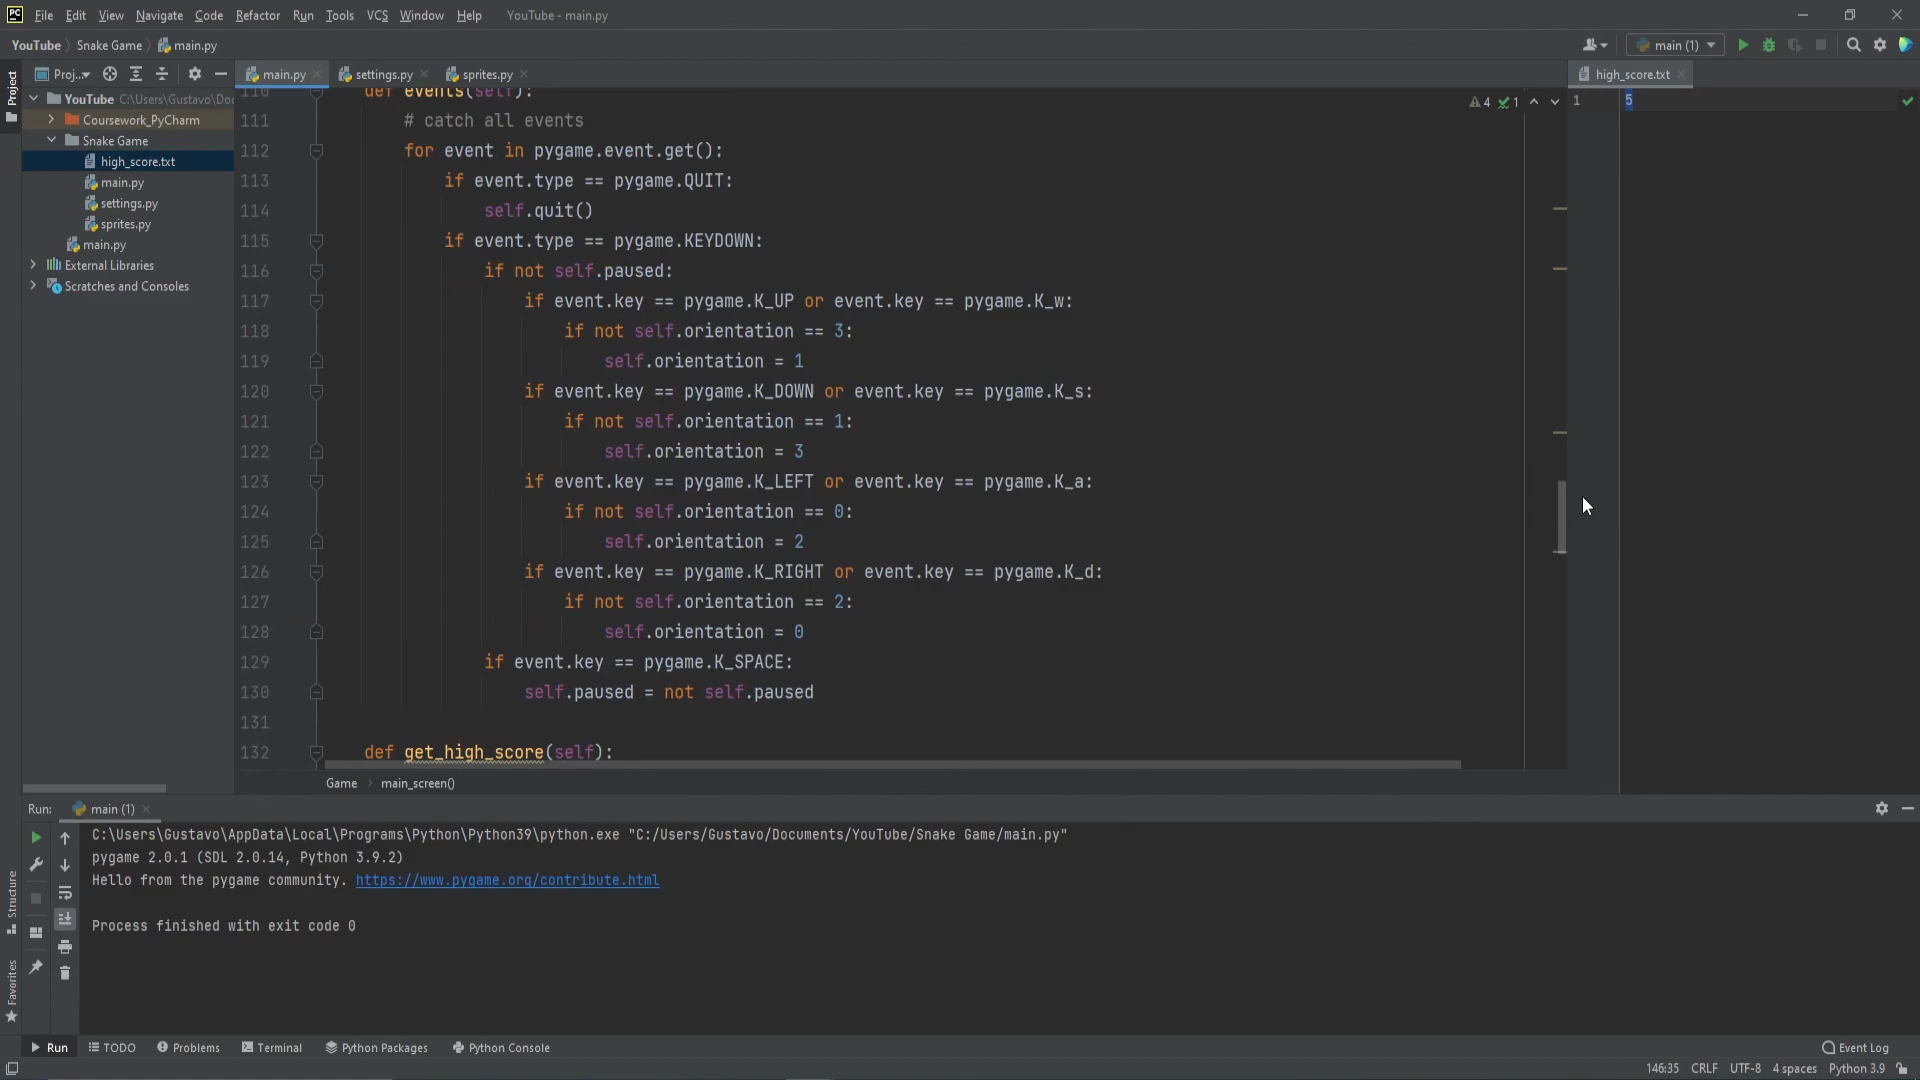 PC File Edit View Navigate Code Refactor Run Tools VCS Window Help YouTube - main.py
YouTube Snake Game main.py main (1)
Project
Proj... main.py settings.py sprites.py high_score.txt
YouTube C:\Users\Gustavo\Do
Coursework_PyCharm
Snake Game
high_score.txt
main.py
settings.py
sprites.py
main.py
External Libraries
Scratches and Consoles
4 1
110 def events(self):
111 # catch all events
112 for event in pygame.event.get():
113 if event.type == pygame.QUIT:
114 self.quit()
115 if event.type == pygame.KEYDOWN:
116 if not self.paused:
117 if event.key == pygame.K_UP or event.key == pygame.K_w:
118 if not self.orientation == 3:
119 self.orientation = 1
120 if event.key == pygame.K_DOWN or event.key == pygame.K_s:
121 if not self.orientation == 1:
122 self.orientation = 3
123 if event.key == pygame.K_LEFT or event.key == pygame.K_a:
124 if not self.orientation == 0:
125 self.orientation = 2
126 if event.key == pygame.K_RIGHT or event.key == pygame.K_d:
127 if not self.orientation == 2:
128 self.orientation = 0
129 if event.key == pygame.K_SPACE:
130 self.paused = not self.paused
131
132 def get_high_score(self):
Game main_screen()
1 5
Run: main (1)
C:\Users\Gustavo\AppData\Local\Programs\Python\Python39\python.exe "C:/Users/Gustavo/Documents/YouTube/Snake Game/main.py"
pygame 2.0.1 (SDL 2.0.14, Python 3.9.2)
Hello from the pygame community. https://www.pygame.org/contribute.html
Process finished with exit code 0
Structure
Favorites
Run TODO Problems Terminal Python Packages Python Console Event Log
146:35 CRLF UTF-8 4 spaces Python 3.9